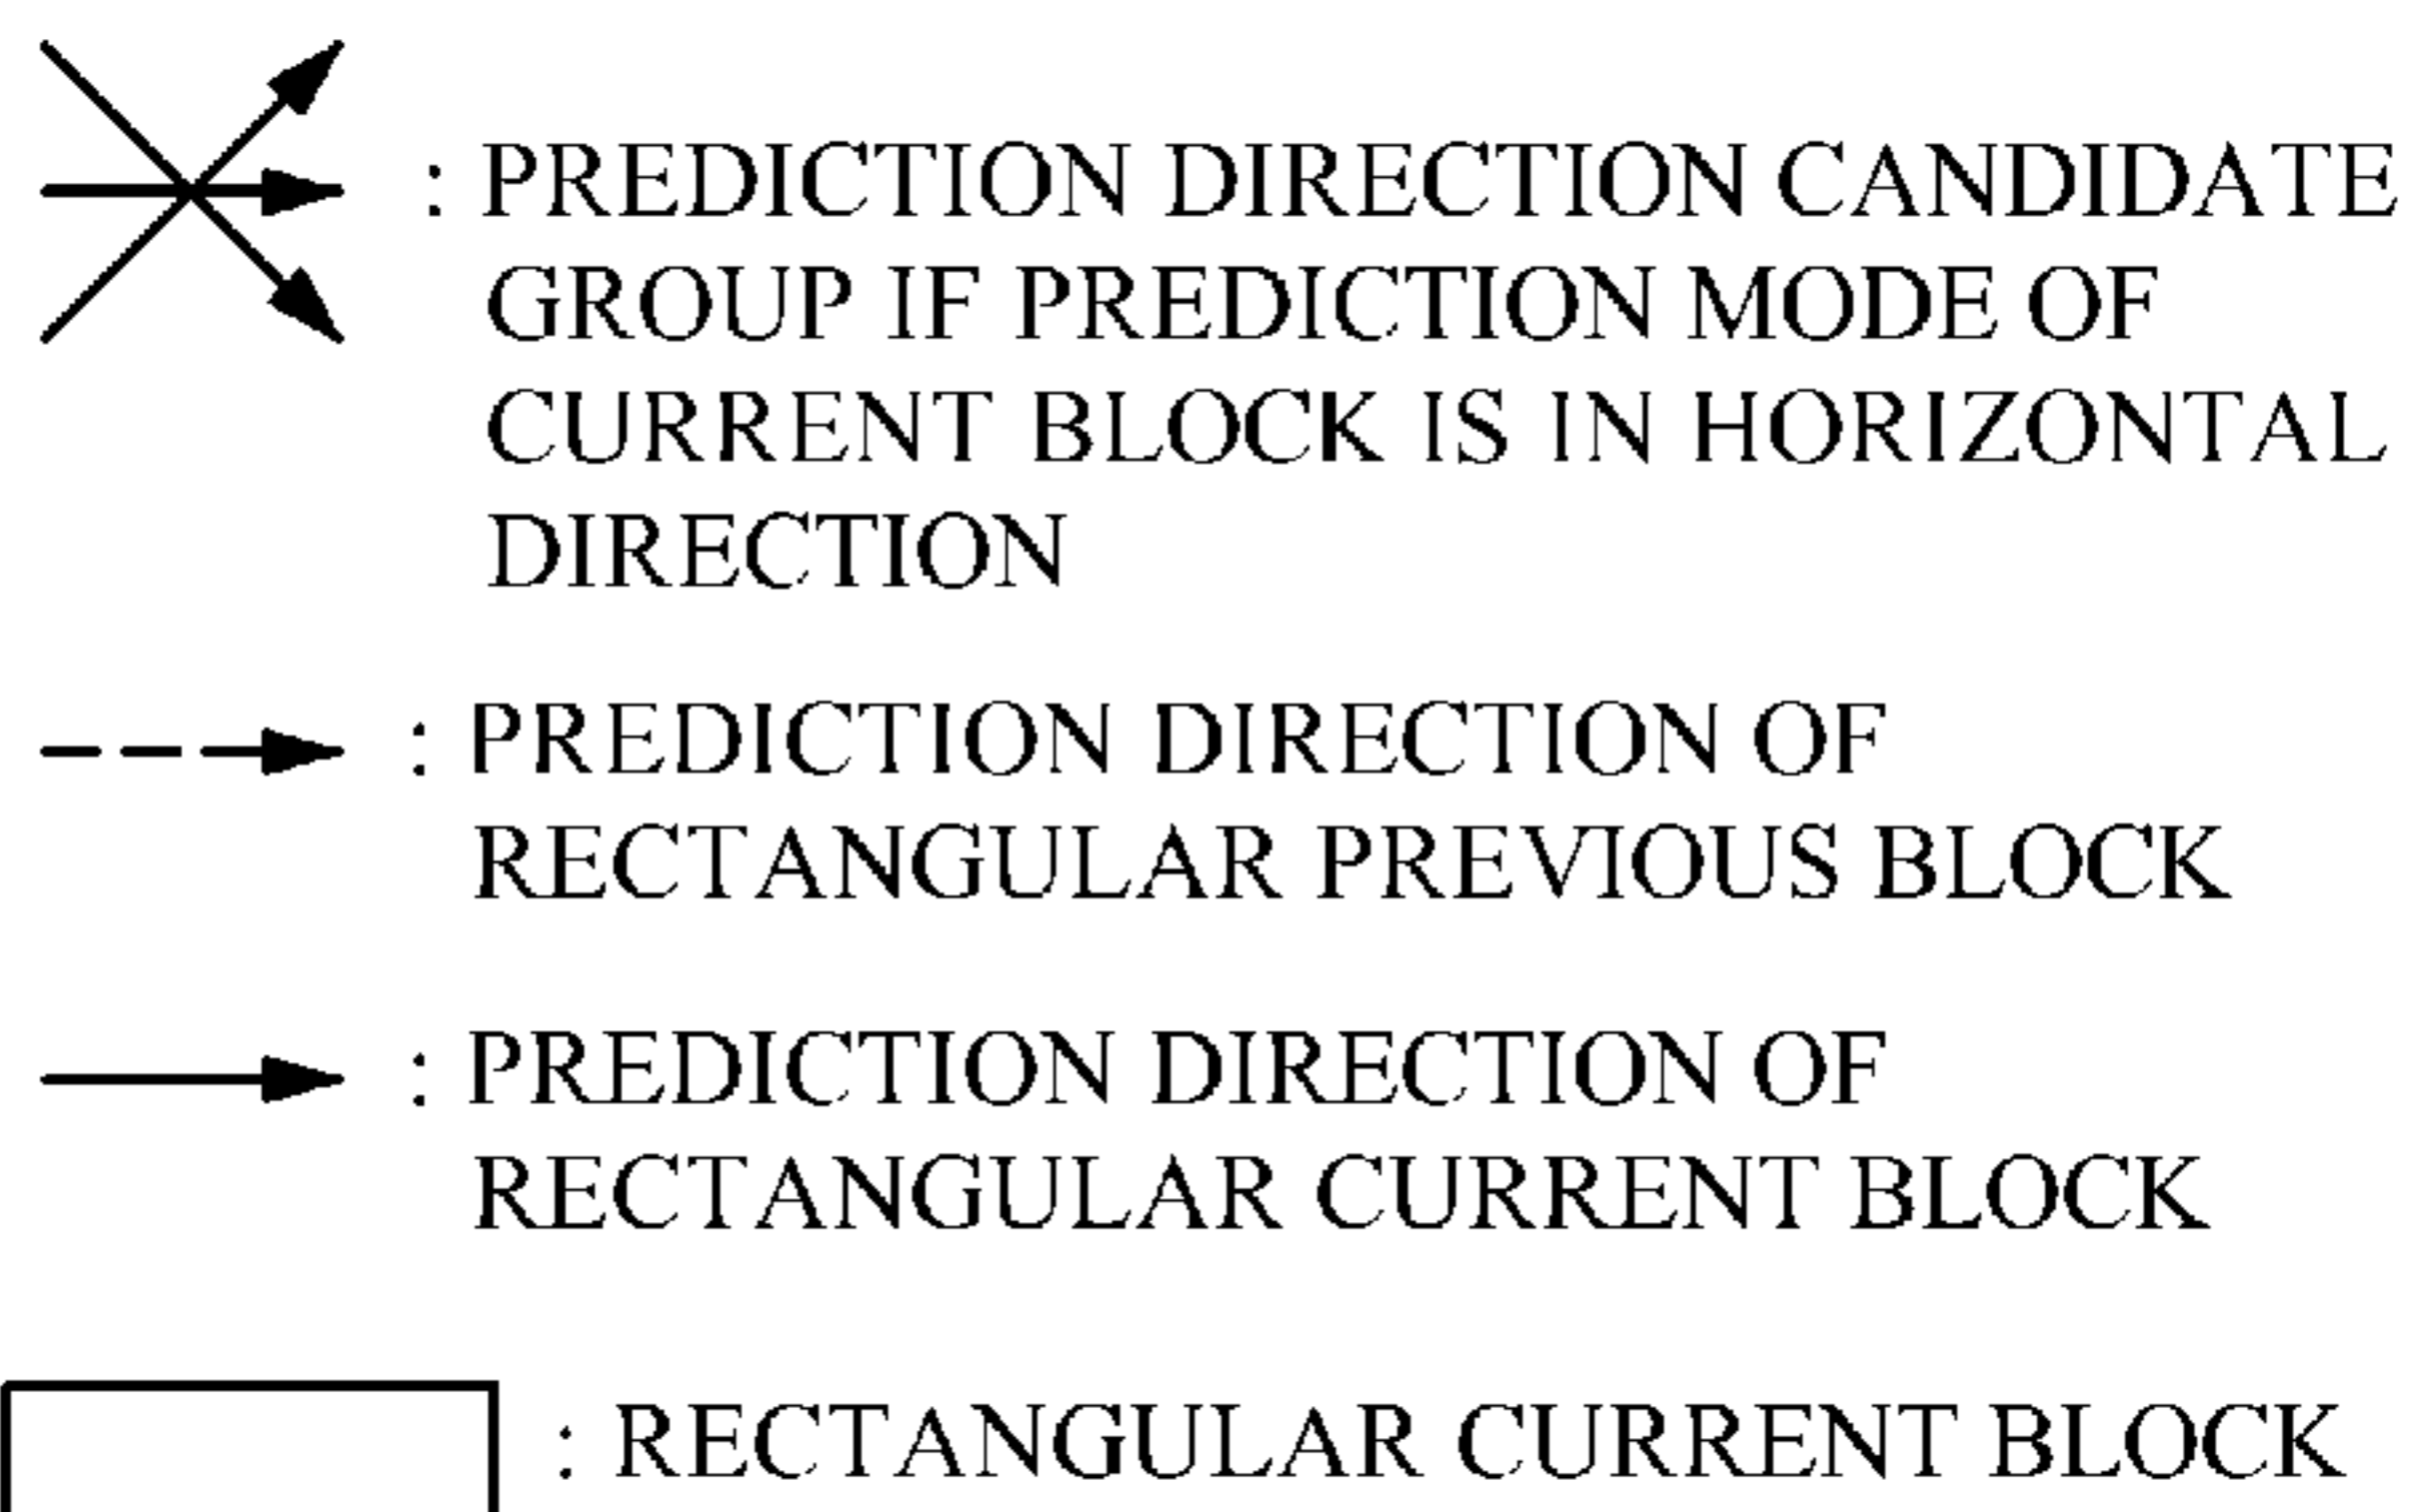 : PREDICTION DIRECTION CANDIDATE
GROUP IF PREDICTION MODE OF
CURRENT BLOCK IS IN HORIZONTAL
DIRECTION
: PREDICTION DIRECTION OF
RECTANGULAR PREVIOUS BLOCK
: PREDICTION DIRECTION OF
RECTANGULAR CURRENT BLOCK
: RECTANGULAR CURRENT BLOCK